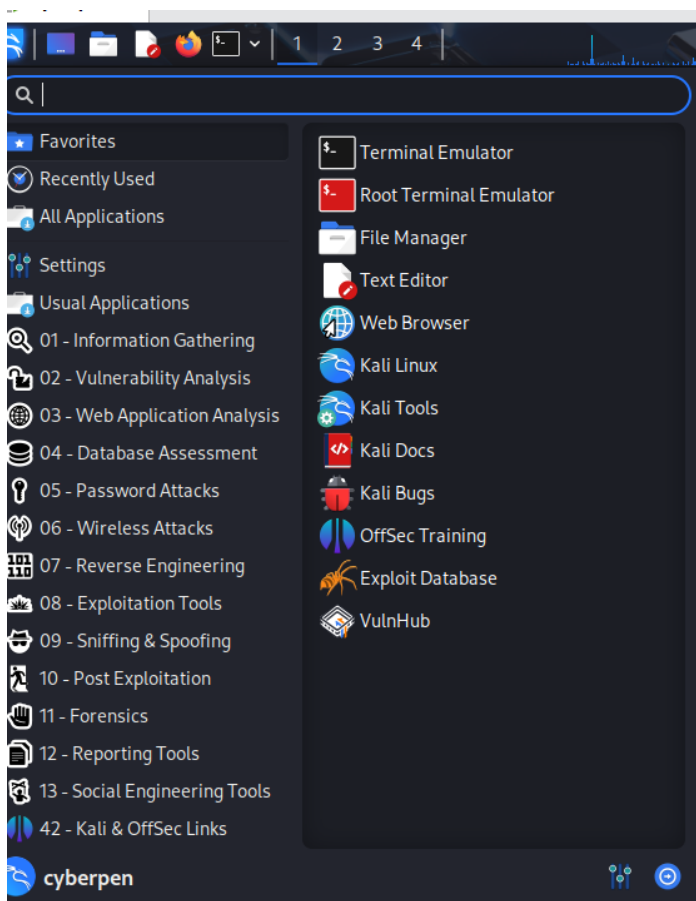 1 2 3 4
Favorites
Recently Used
All Applications
Settings
Usual Applications
01 - Information Gathering
02 - Vulnerability Analysis
03 - Web Application Analysis
04 - Database Assessment
05 - Password Attacks
06 - Wireless Attacks
07 - Reverse Engineering
08 - Exploitation Tools
09 - Sniffing & Spoofing
10 - Post Exploitation
11 - Forensics
12 - Reporting Tools
13 - Social Engineering Tools
42 - Kali & OffSec Links
Terminal Emulator
Root Terminal Emulator
File Manager
Text Editor
Web Browser
Kali Linux
Kali Tools
Kali Docs
Kali Bugs
OffSec Training
Exploit Database
VulnHub
cyberpen